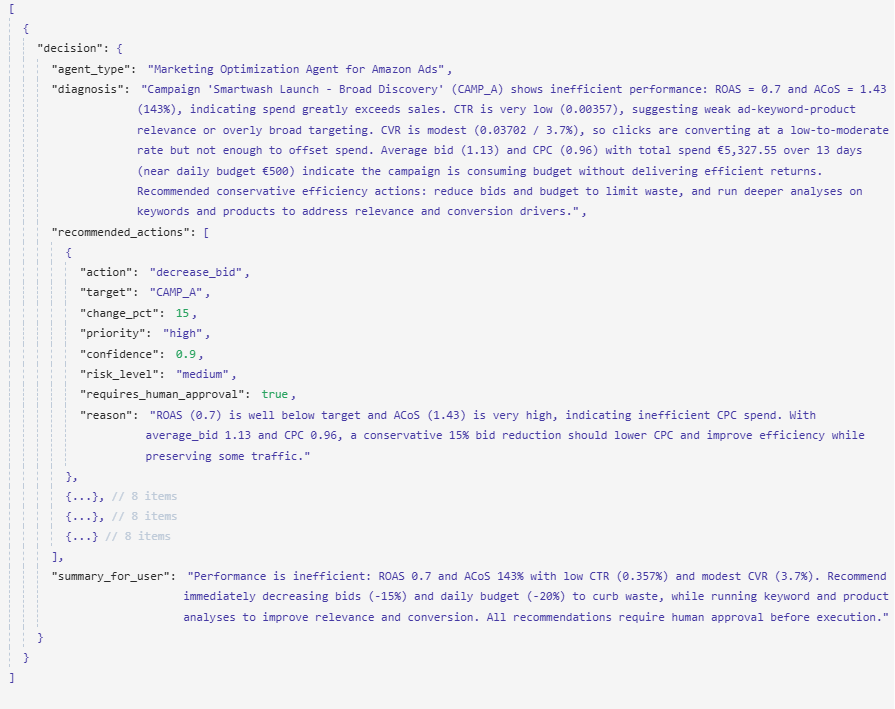 [
{
"decision": {
"agent_type": "Marketing Optimization Agent for Amazon Ads",
"diagnosis": "Campaign 'Smartwash Launch - Broad Discovery' (CAMP_A) shows inefficient performance: ROAS = 0.7 and ACoS = 1.43
(143%), indicating spend greatly exceeds sales. CTR is very low (0.00357), suggesting weak ad-keyword-product
relevance or overly broad targeting. CVR is modest (0.03702 / 3.7%), so clicks are converting at a low-to-moderate
rate but not enough to offset spend. Average bid (1.13) and CPC (0.96) with total spend €5,327.55 over 13 days
(near daily budget €500) indicate the campaign is consuming budget without delivering efficient returns.
Recommended conservative efficiency actions: reduce bids and budget to limit waste, and run deeper analyses on
keywords and products to address relevance and conversion drivers.",
"recommended_actions": [
{
"action": "decrease_bid",
"target": "CAMP_A",
"change_pct": 15,
"priority": "high",
"confidence": 0.9,
"risk_level": "medium",
"requires_human_approval": true,
"reason": "ROAS (0.7) is well below target and ACoS (1.43) is very high, indicating inefficient CPC spend. With
average_bid 1.13 and CPC 0.96, a conservative 15% bid reduction should lower CPC and improve efficiency while
preserving some traffic."
},
{...}, // 8 items
{...}, // 8 items
{...} // 8 items
],
"summary_for_user": "Performance is inefficient: ROAS 0.7 and ACoS 143% with low CTR (0.357%) and modest CVR (3.7%). Recommend
immediately decreasing bids (-15%) and daily budget (-20%) to curb waste, while running keyword and product
analyses to improve relevance and conversion. All recommendations require human approval before execution."
}
}
]